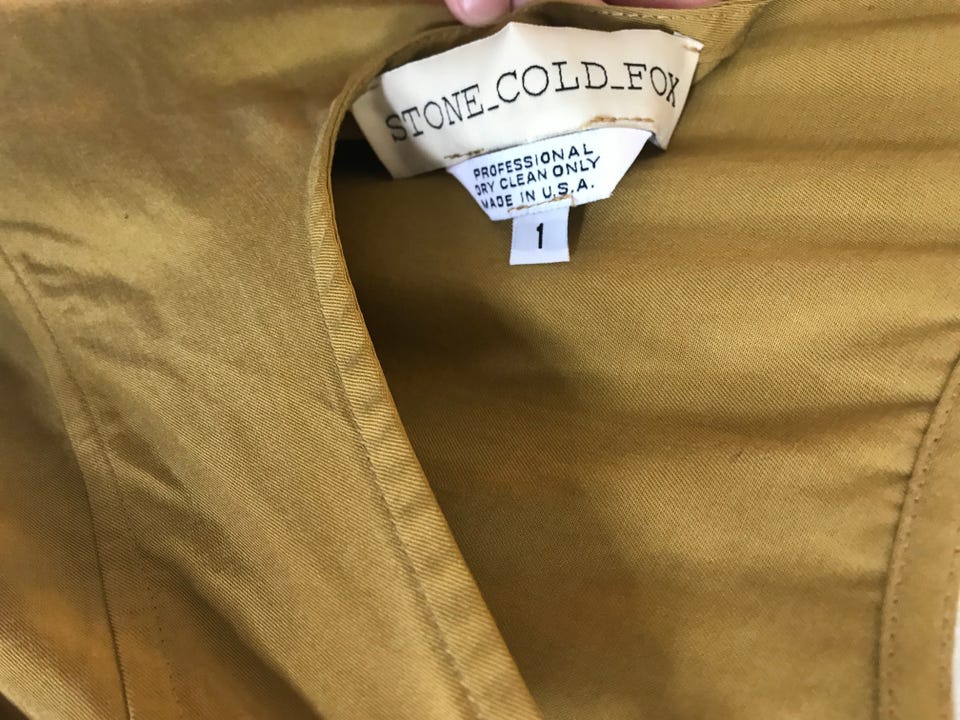 STONE_COLD_FOX
PROFESSIONAL
DRY CLEAN ONLY
MADE IN U.S.A.
1